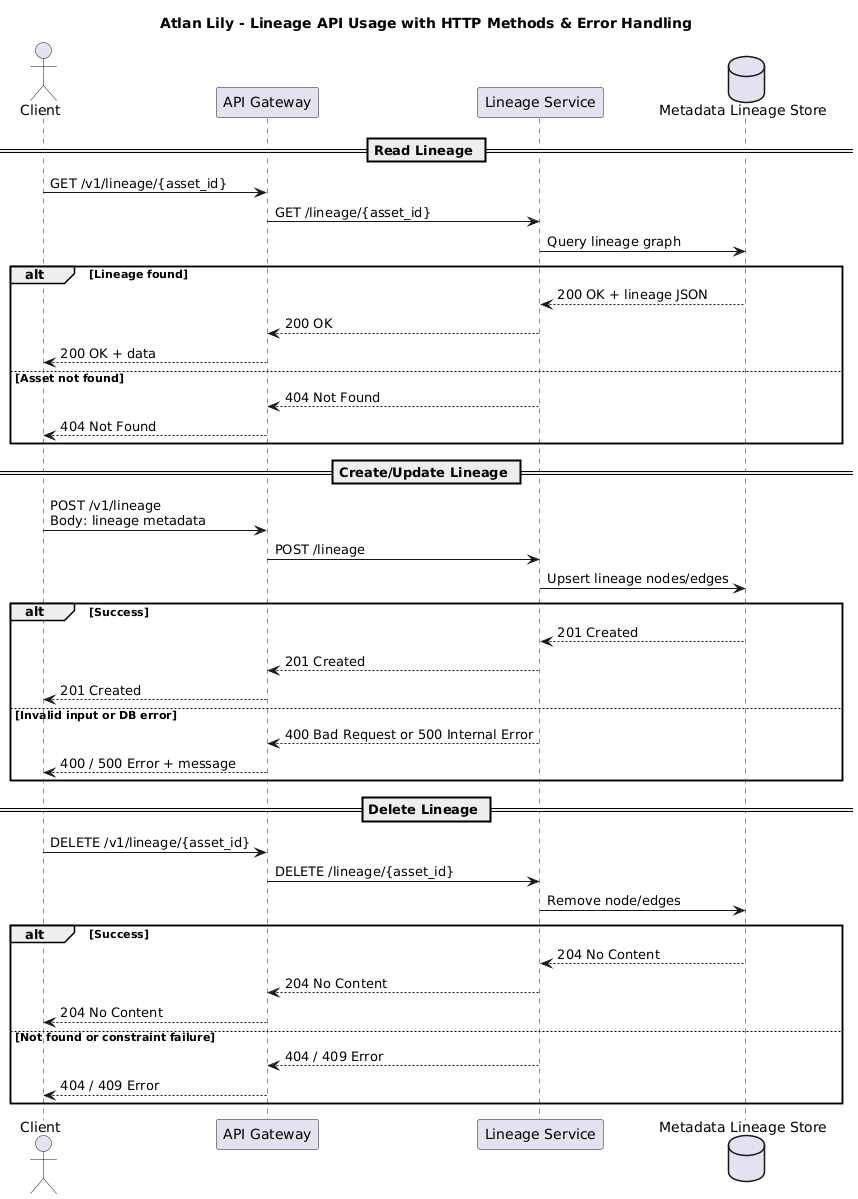 Atlan Lily - Lineage API Usage with HTTP Methods & Error Handling
Client
API Gateway
Lineage Service
Metadata Lineage Store
Read Lineage
GET /v1/lineage/{asset_id}
GET /lineage/{asset_id}
Query lineage graph
alt [Lineage found]
200 OK + lineage JSON
200 OK
200 OK + data
[Asset not found]
404 Not Found
404 Not Found
Create/Update Lineage
POST /v1/lineage
Body: lineage metadata
POST /lineage
Upsert lineage nodes/edges
alt [Success]
201 Created
201 Created
201 Created
[Invalid input or DB error]
400 Bad Request or 500 Internal Error
400 / 500 Error + message
Delete Lineage
DELETE /v1/lineage/{asset_id}
DELETE /lineage/{asset_id}
Remove node/edges
alt [Success]
204 No Content
204 No Content
204 No Content
[Not found or constraint failure]
404 / 409 Error
404 / 409 Error
Client
API Gateway
Lineage Service
Metadata Lineage Store